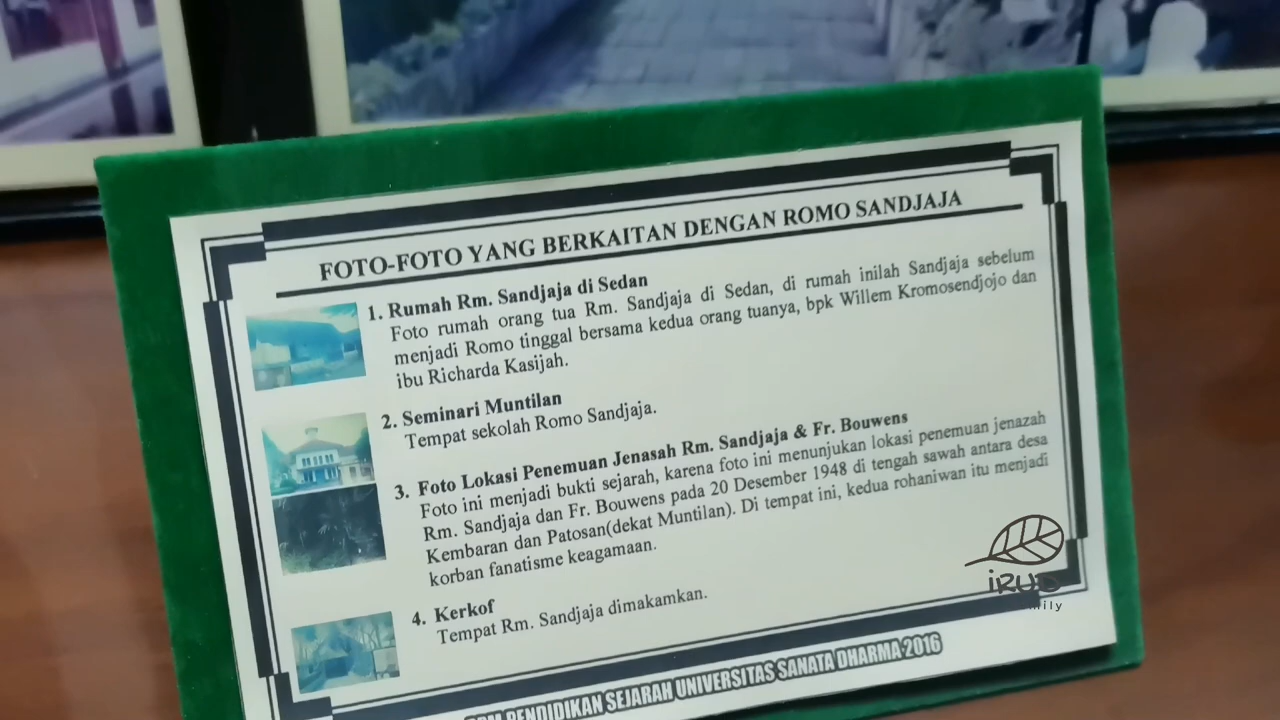 FOTO-FOTO YANG BERKAITAN DENGAN ROMO SANDJAJA
1. Rumah Rm. Sandjaja di Sedan
Foto rumah orang tua Rm. Sandjaja di Sedan, di rumah inilah Sandjaja sebelum
menjadi Romo tinggal bersama kedua orang tuanya, bpk Willem Kromosendjojo dan
ibu Richarda Kasijah.
2. Seminari Muntilan
Tempat sekolah Romo Sandjaja.
3. Foto Lokasi Penemuan Jenasah Rm. Sandjaja & Fr. Bouwens
Foto ini menjadi bukti sejarah, karena foto ini menunjukan lokasi penemuan jenazah
Rm. Sandjaja dan Fr. Bouwens pada 20 Desember 1948 di tengah sawah antara desa
Kembaran dan Patosan(dekat Muntilan). Di tempat ini, kedua rohaniwan itu menjadi
korban fanatisme keagamaan.
4. Kerkof
Tempat Rm. Sandjaja dimakamkan.
PENDIDIKAN SEJARAH UNIVERSITAS SANATA DHARMA 2016